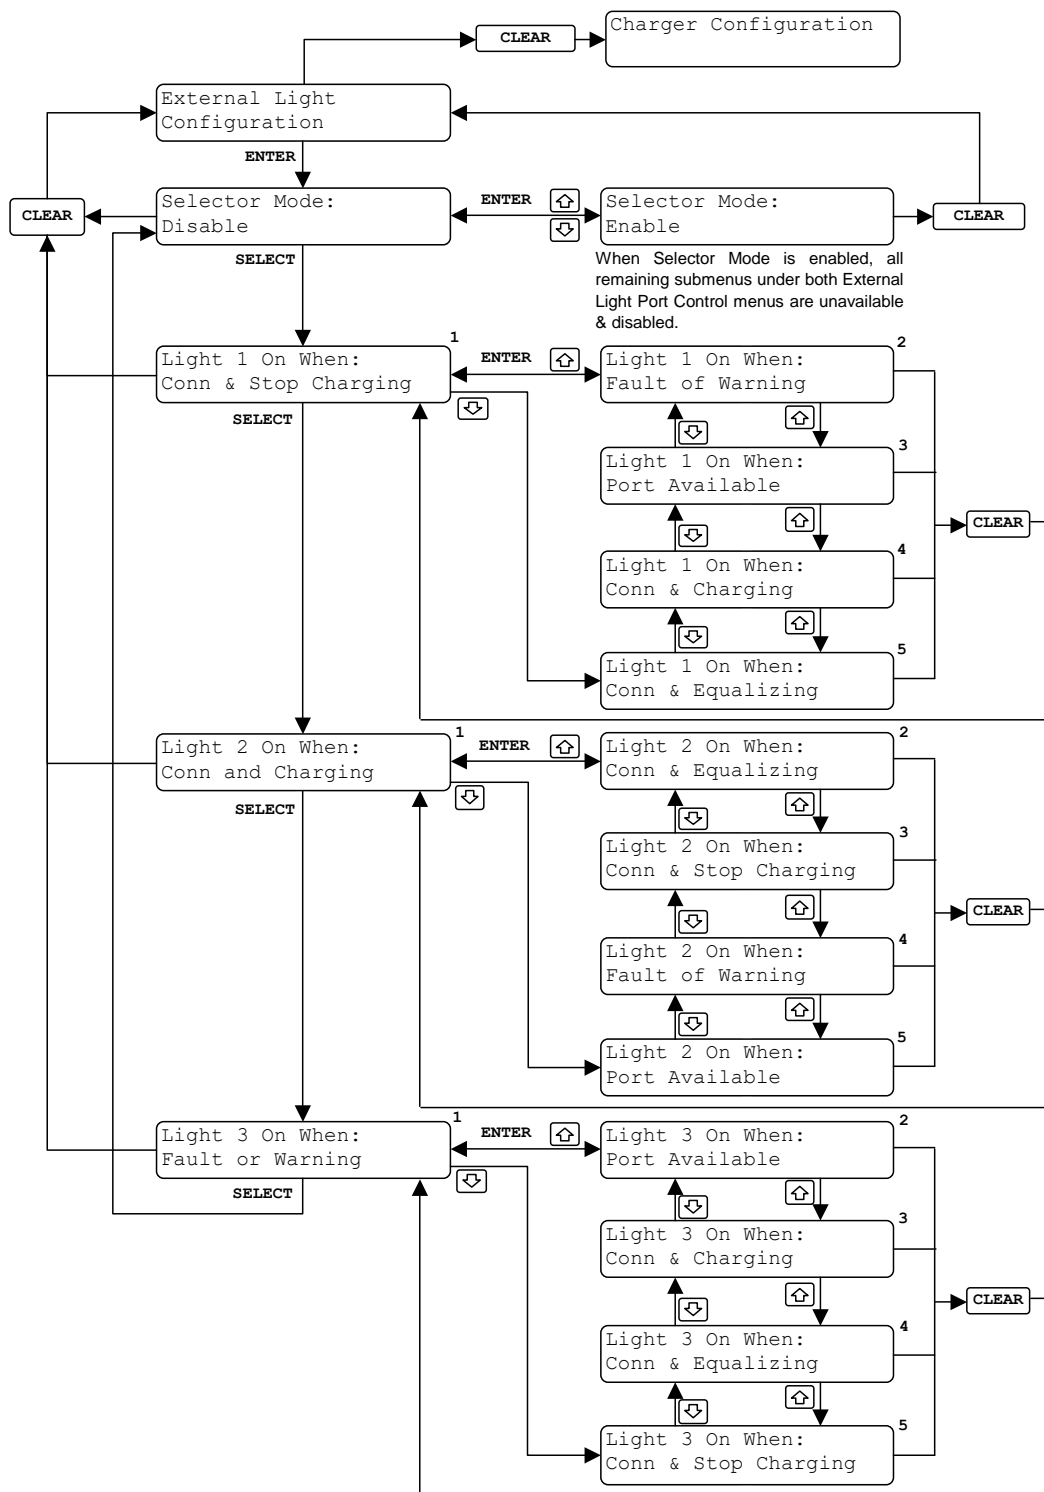 Charger Configuration
CLEAR
External Light
Configuration
ENTER
Selector Mode:
Disable
ENTER
Selector Mode:
Enable
CLEAR
CLEAR
SELECT
When Selector Mode is enabled, all
remaining submenus under both External
Light Port Control menus are unavailable
& disabled.
1
Light 1 On When:
Conn & Stop Charging
ENTER
2
Light 1 On When:
Fault of Warning
SELECT
3
Light 1 On When:
Port Available
CLEAR
4
Light 1 On When:
Conn & Charging
5
Light 1 On When:
Conn & Equalizing
1
Light 2 On When:
Conn and Charging
ENTER
2
Light 2 On When:
Conn & Equalizing
SELECT
3
Light 2 On When:
Conn & Stop Charging
CLEAR
4
Light 2 On When:
Fault of Warning
5
Light 2 On When:
Port Available
1
Light 3 On When:
Fault or Warning
ENTER
2
Light 3 On When:
Port Available
SELECT
3
Light 3 On When:
Conn & Charging
CLEAR
4
Light 3 On When:
Conn & Equalizing
5
Light 3 On When:
Conn & Stop Charging